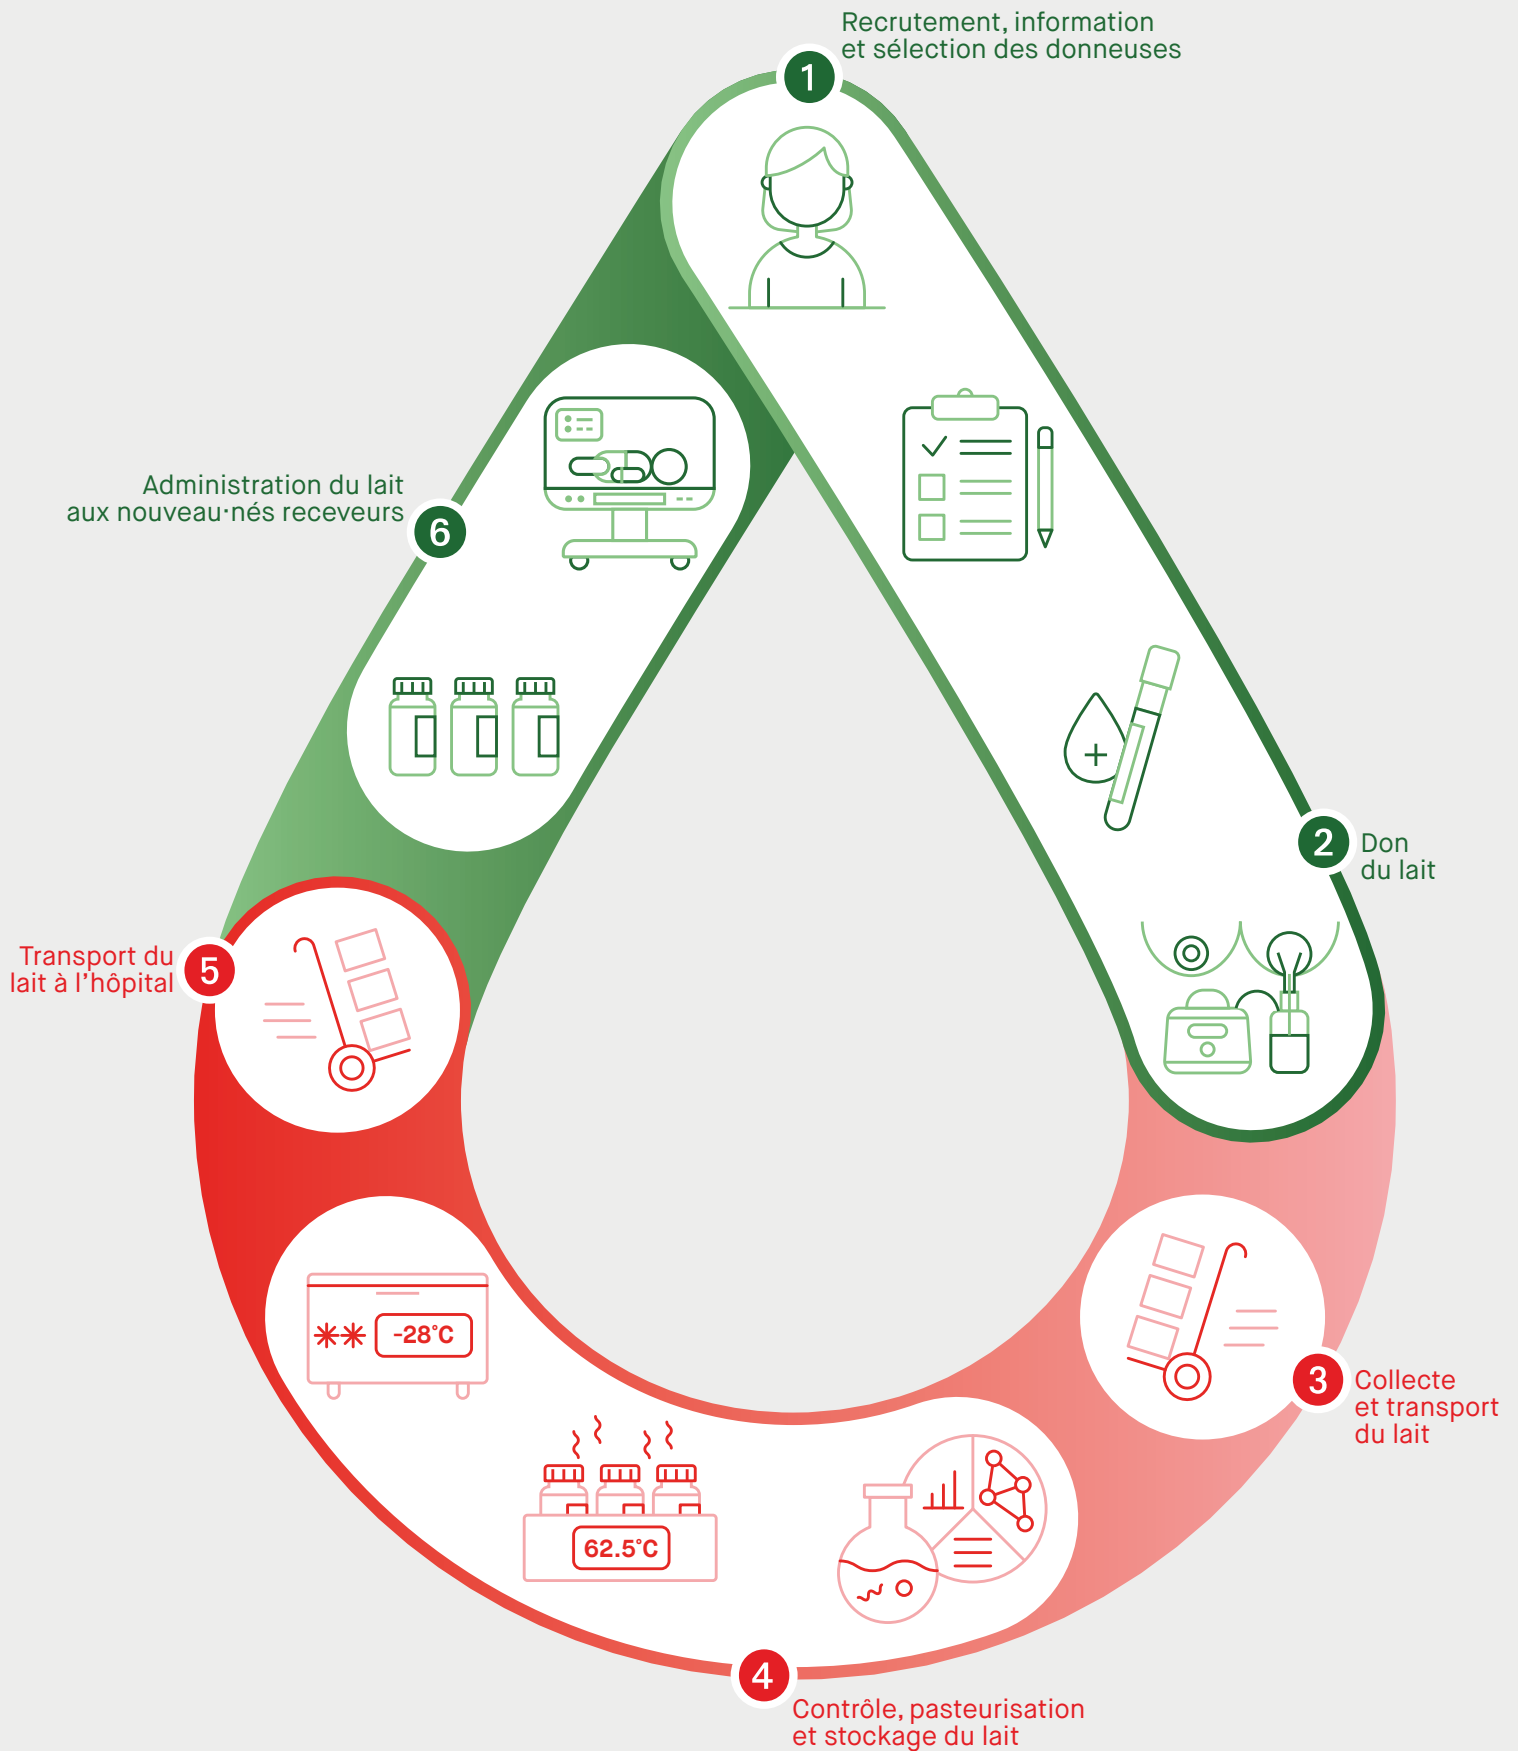 1
Recrutement, information
et sélection des donneuses
2
Don
du lait
3
Collecte
et transport
du lait
4
Contrôle, pasteurisation
et stockage du lait
62.5°C
-28°C
5
Transport du
lait à l'hôpital
6
Administration du lait
aux nouveau·nés receveurs